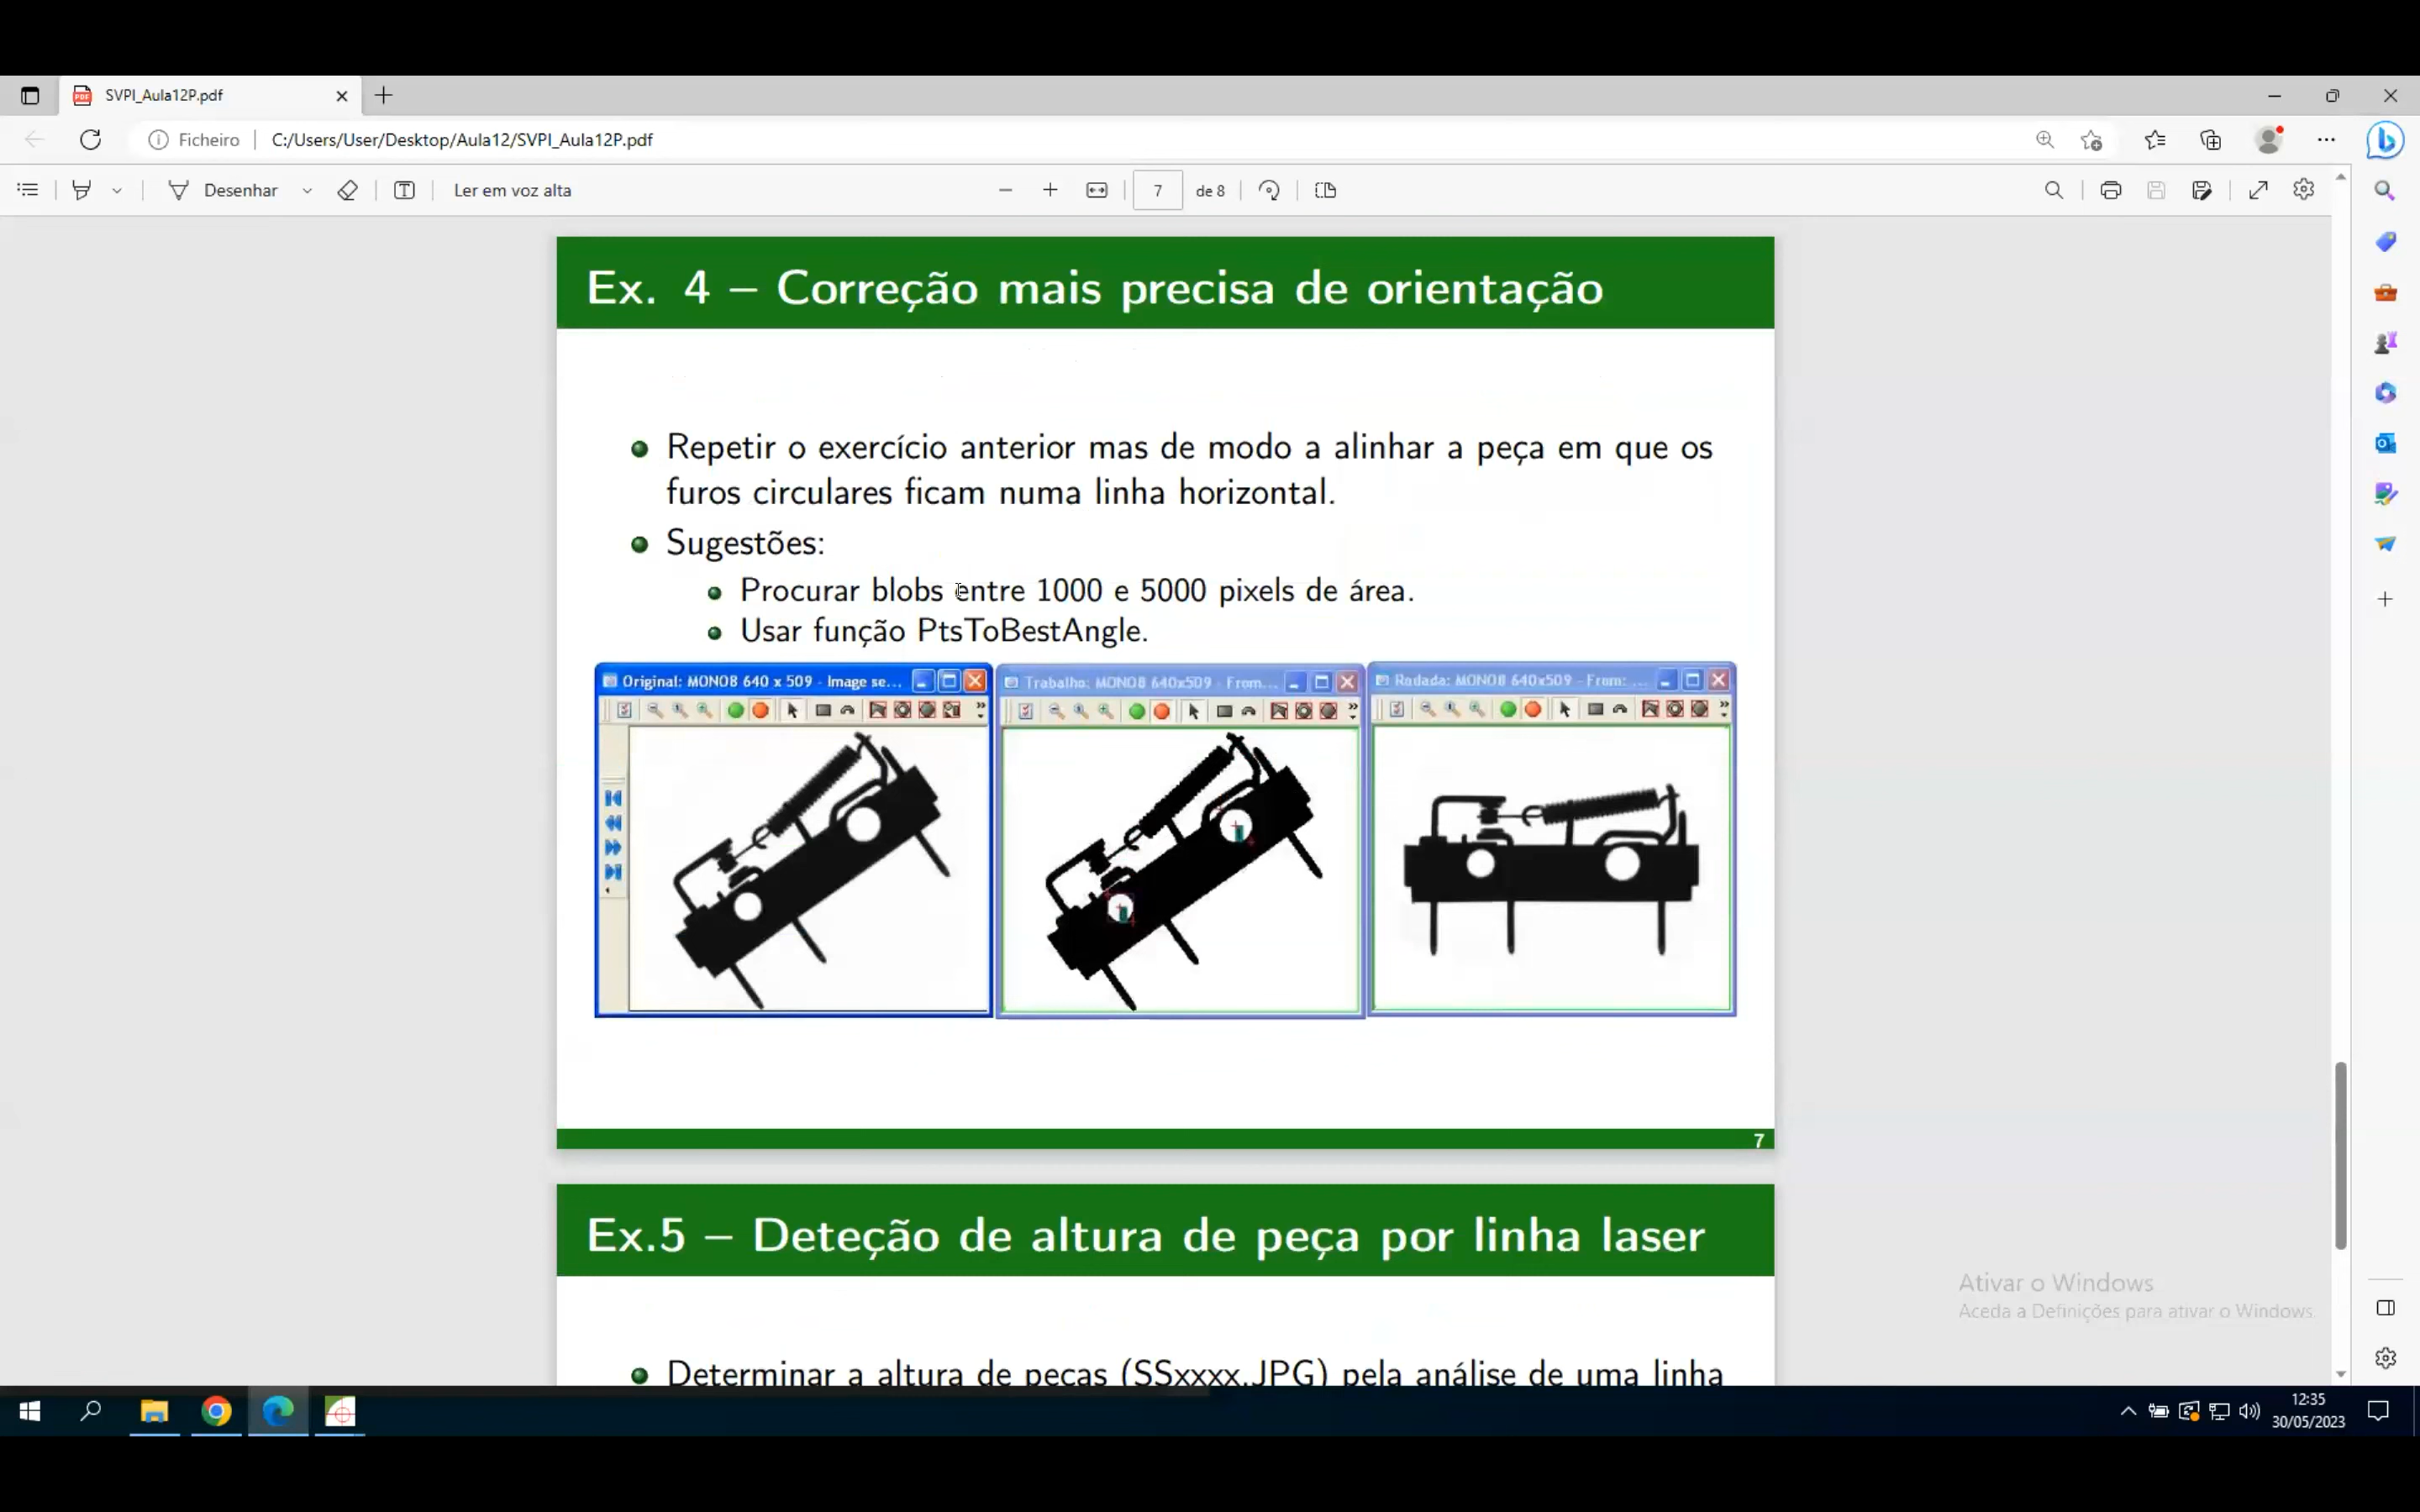 SVPI_Aula12P.pdf
Ficheiro
C:/Users/User/Desktop/Aula12/SVPI_Aula12P.pdf
Desenhar
Ler em voz alta
7
de 8
Ex. 4 – Correção mais precisa de orientação
Repetir o exercício anterior mas de modo a alinhar a peça em que os
furos circulares ficam numa linha horizontal.
Sugestões:
Procurar blobs entre 1000 e 5000 pixels de área.
Usar função PtsToBestAngle.
Original: MONO8 640 x 509 - Image se...
Trabalho: MONO8 640x509 - From...
Rodada: MONO8 640x509 - From: ...
7
Ex.5 – Deteção de altura de peça por linha laser
Determinar a altura de peças (SSxxxx.JPG) pela análise de uma linha
Ativar o Windows
Aceda a Definições para ativar o Windows.
12:35
30/05/2023